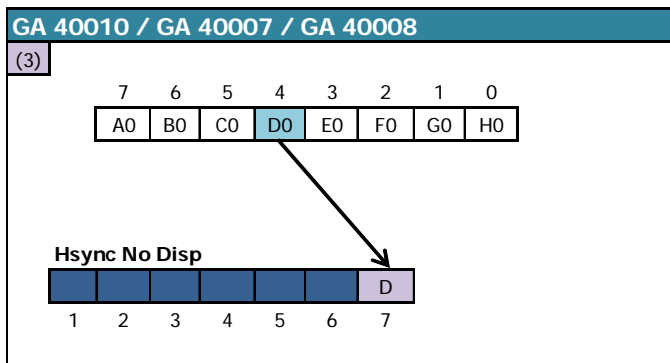 GA 40010 / GA 40007 / GA 40008
(3)
7 6 5 4 3 2 1 0
A0 B0 C0 D0 E0 F0 G0 H0
Hsync No Disp
D
1 2 3 4 5 6 7